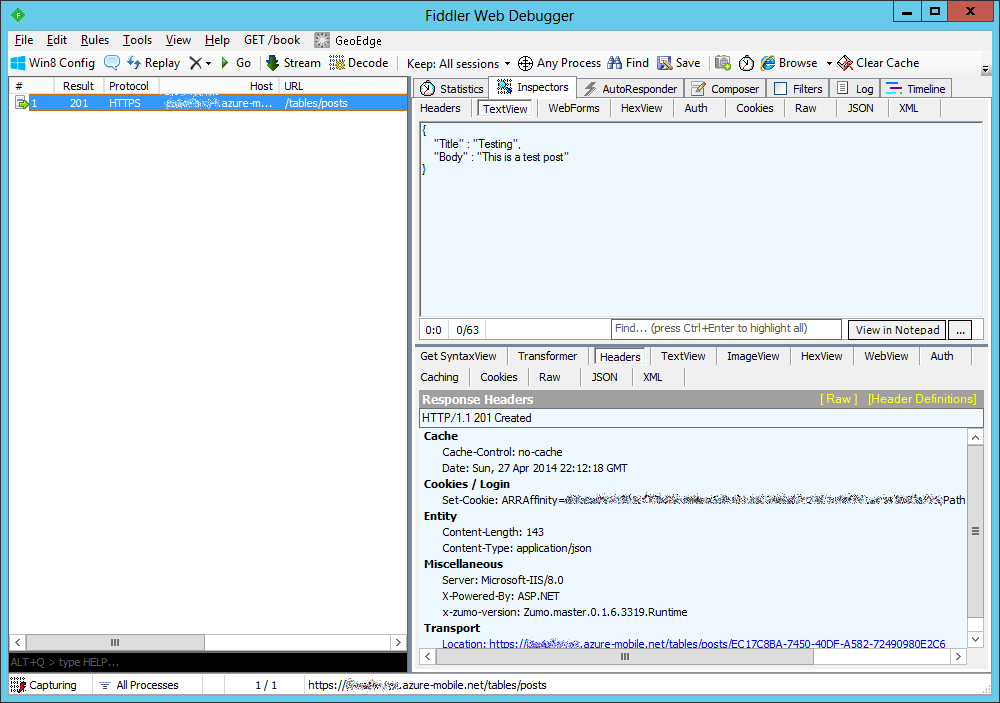 Fiddler Web Debugger
File Edit Rules Tools View Help GET /book GeoEdge
Win8 Config Replay Go Stream Decode Keep: All sessions Any Process Find Save Browse Clear Cache
# Result Protocol Host URL
1 201 HTTPS .azure-m... /tables/posts
Statistics Inspectors AutoResponder Composer Filters Log Timeline
Headers TextView WebForms HexView Auth Cookies Raw JSON XML
{
"Title" : "Testing",
"Body" : "This is a test post"
}
0:0 0/63 Find... (press Ctrl+Enter to highlight all) View in Notepad ...
Get SyntaxView Transformer Headers TextView ImageView HexView WebView Auth
Caching Cookies Raw JSON XML
Response Headers [ Raw ] [Header Definitions]
HTTP/1.1 201 Created
Cache
Cache-Control: no-cache
Date: Sun, 27 Apr 2014 22:12:18 GMT
Cookies / Login
Set-Cookie: ARRAffinity= ;Path
Entity
Content-Length: 143
Content-Type: application/json
Miscellaneous
Server: Microsoft-IIS/8.0
X-Powered-By: ASP.NET
x-zumo-version: Zumo.master.0.1.6.3319.Runtime
Transport
Location: https:// .azure-mobile.net/tables/posts/EC17C8BA-7450-40DF-A582-72490980E2C6
ALT+Q > type HELP...
Capturing All Processes 1 / 1 https:// .azure-mobile.net/tables/posts